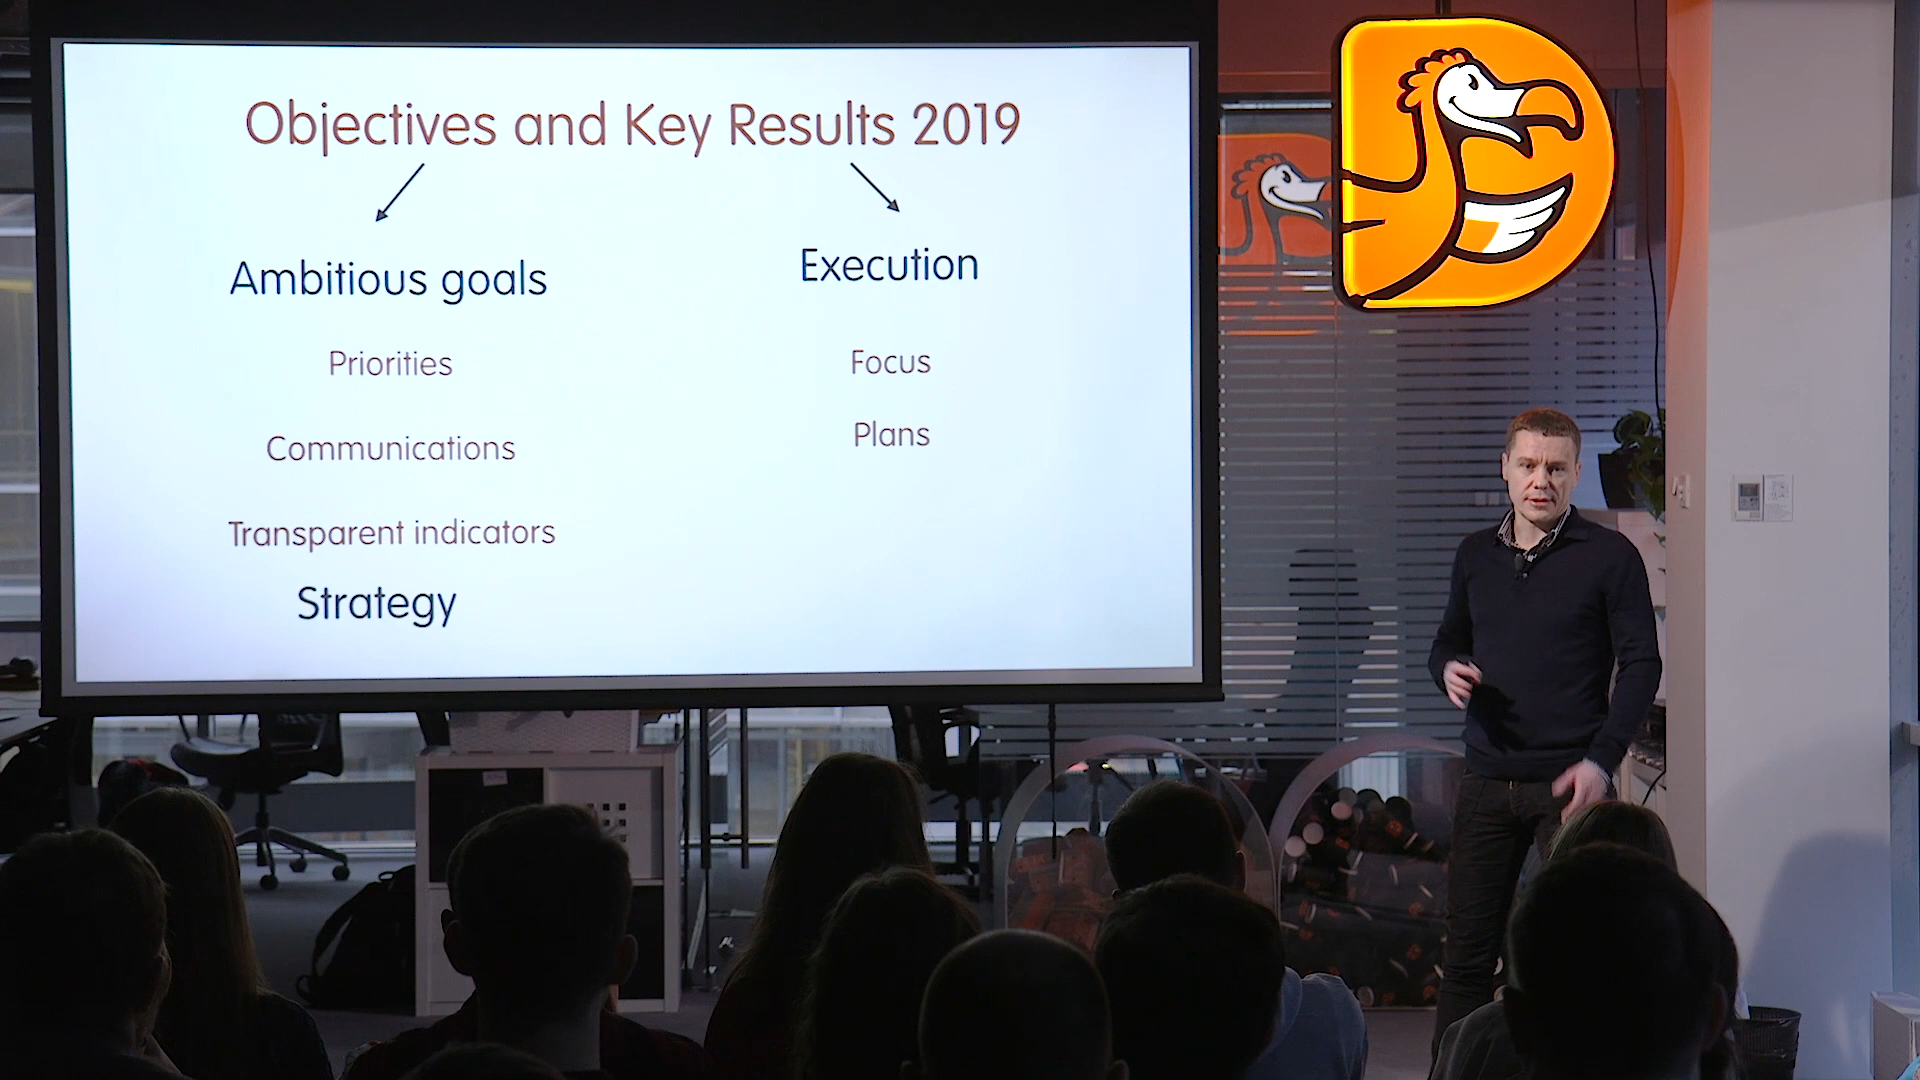 Objectives and Key Results 2019
Ambitious goals
Priorities
Communications
Transparent indicators
Strategy
Execution
Focus
Plans